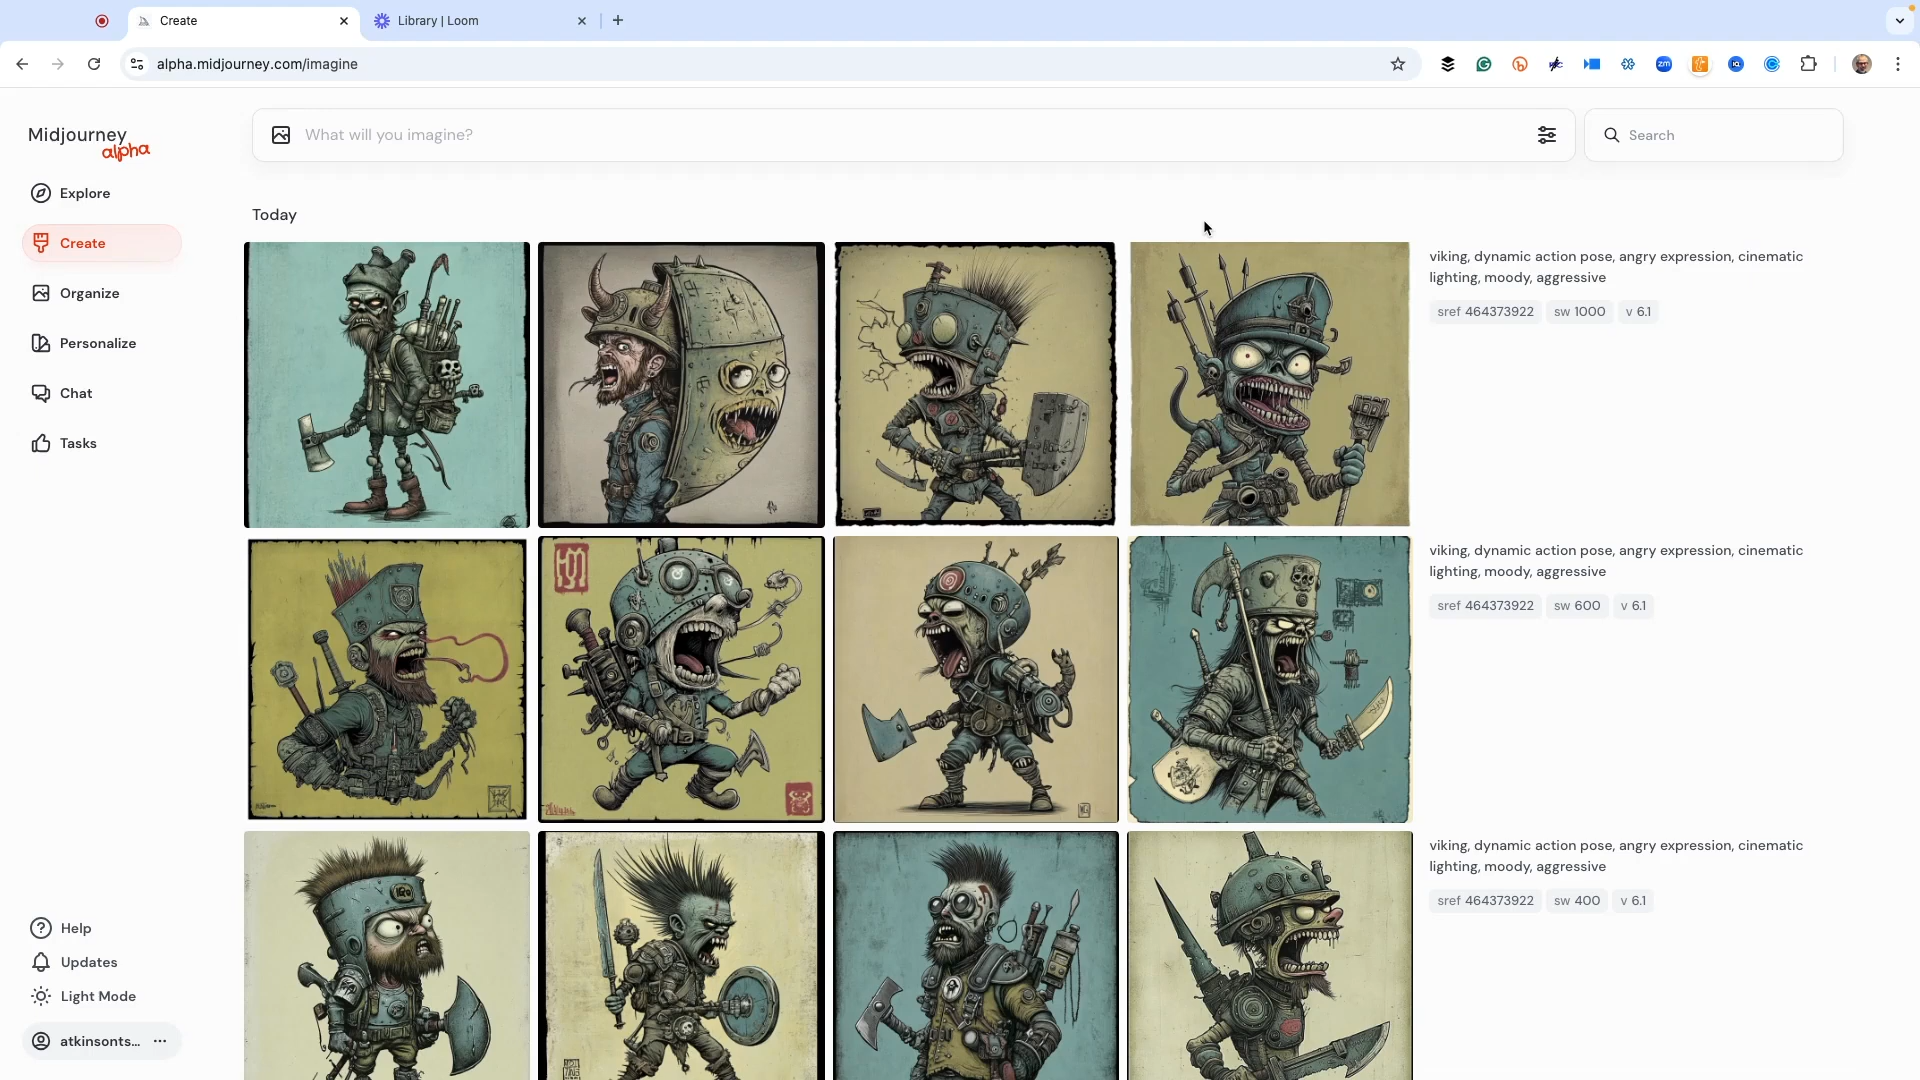 Create
Library | Loom
alpha.midjourney.com/imagine
Midjourney
alpha
What will you imagine?
Search
Explore
Create
Organize
Personalize
Chat
Tasks
Today
viking, dynamic action pose, angry expression, cinematic
lighting, moody, aggressive
sref 464373922 sw 1000 v 6.1
viking, dynamic action pose, angry expression, cinematic
lighting, moody, aggressive
sref 464373922 sw 600 v 6.1
viking, dynamic action pose, angry expression, cinematic
lighting, moody, aggressive
sref 464373922 sw 400 v 6.1
Help
Updates
Light Mode
atkinsonts...